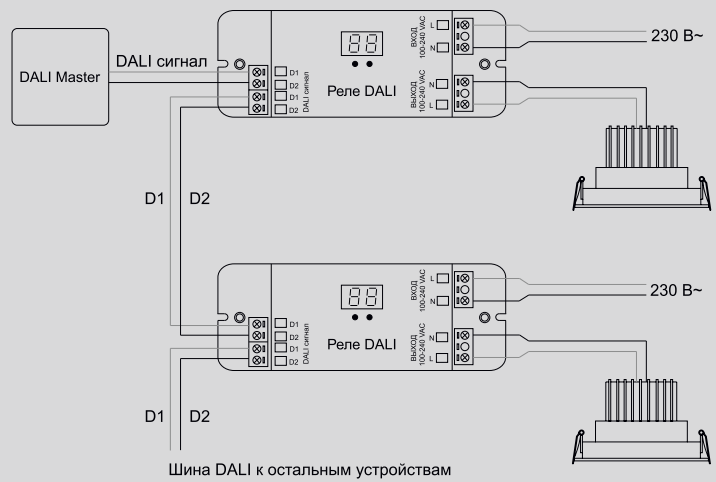 DALI Master
DALI сигнал
D1
D2
D1
D2
DALI сигнал
88
Реле DALI
L
N
ВХОД
100-240 VAC
N
L
ВЫХОД
100-240 VAC
230 В~
D1
D2
D1
D2
D1
D2
DALI сигнал
88
Реле DALI
L
N
ВХОД
100-240 VAC
N
L
ВЫХОД
100-240 VAC
230 В~
D1
D2
Шина DALI к остальным устройствам